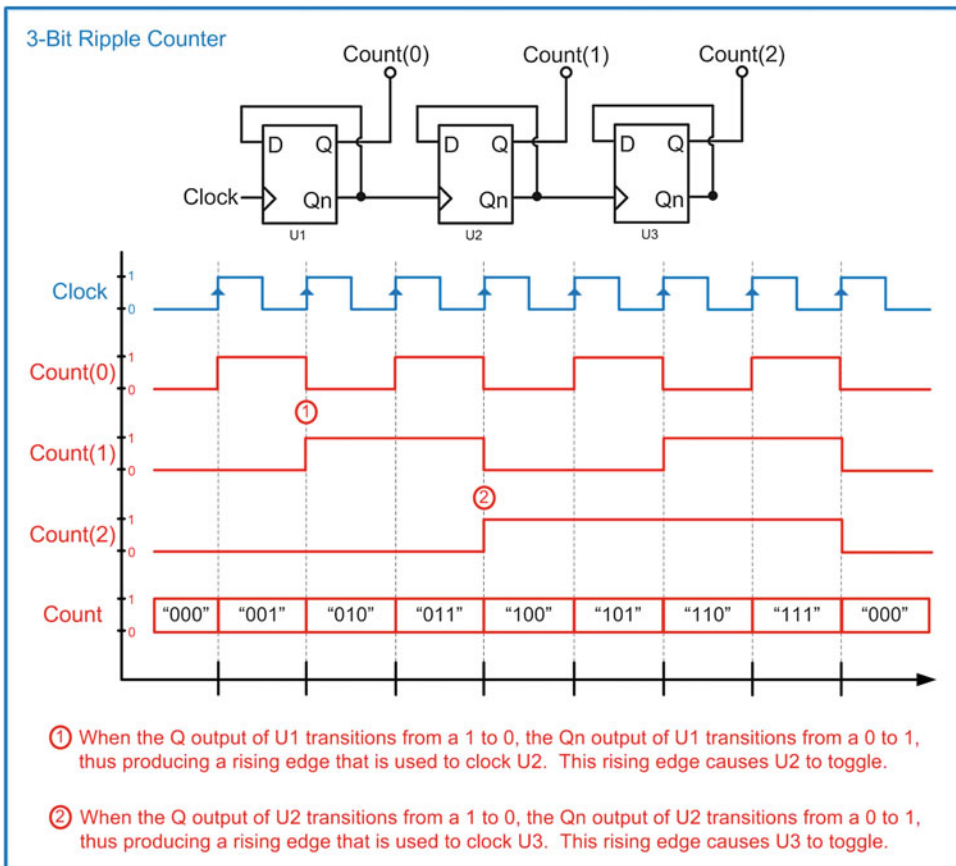 3-Bit Ripple Counter
Count(0) Count(1) Count(2)
D Q D Q D Q
Clock Qn Qn Qn
U1 U2 U3
Clock 1
0
Count(0) 1
0
1
Count(1) 1
0
2
Count(2) 1
0
Count 1
0
“000” “001” “010” “011” “100” “101” “110” “111” “000”
1 When the Q output of U1 transitions from a 1 to 0, the Qn output of U1 transitions from a 0 to 1,
thus producing a rising edge that is used to clock U2. This rising edge causes U2 to toggle.
2 When the Q output of U2 transitions from a 1 to 0, the Qn output of U2 transitions from a 0 to 1,
thus producing a rising edge that is used to clock U3. This rising edge causes U3 to toggle.